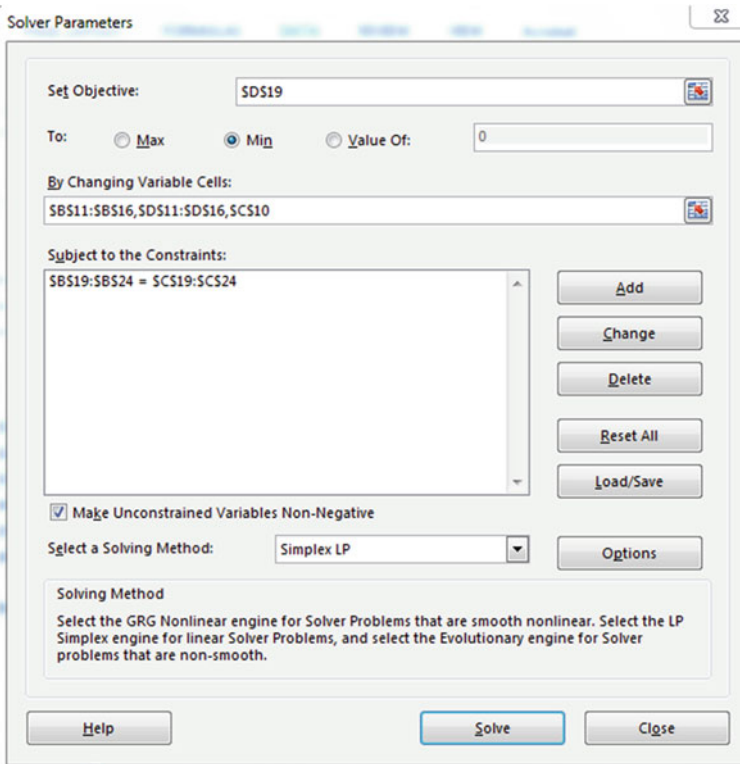 Solver Parameters
Set Objective: $D$19
To: Max Min Value Of: 0
By Changing Variable Cells:
$B$11:$B$16,$D$11:$D$16,$C$10
Subject to the Constraints:
$B$19:$B$24 = $C$19:$C$24
Add
Change
Delete
Reset All
Load/Save
Make Unconstrained Variables Non-Negative
Select a Solving Method: Simplex LP Options
Solving Method
Select the GRG Nonlinear engine for Solver Problems that are smooth nonlinear. Select the LP
Simplex engine for linear Solver Problems, and select the Evolutionary engine for Solver
problems that are non-smooth.
Help Solve Close